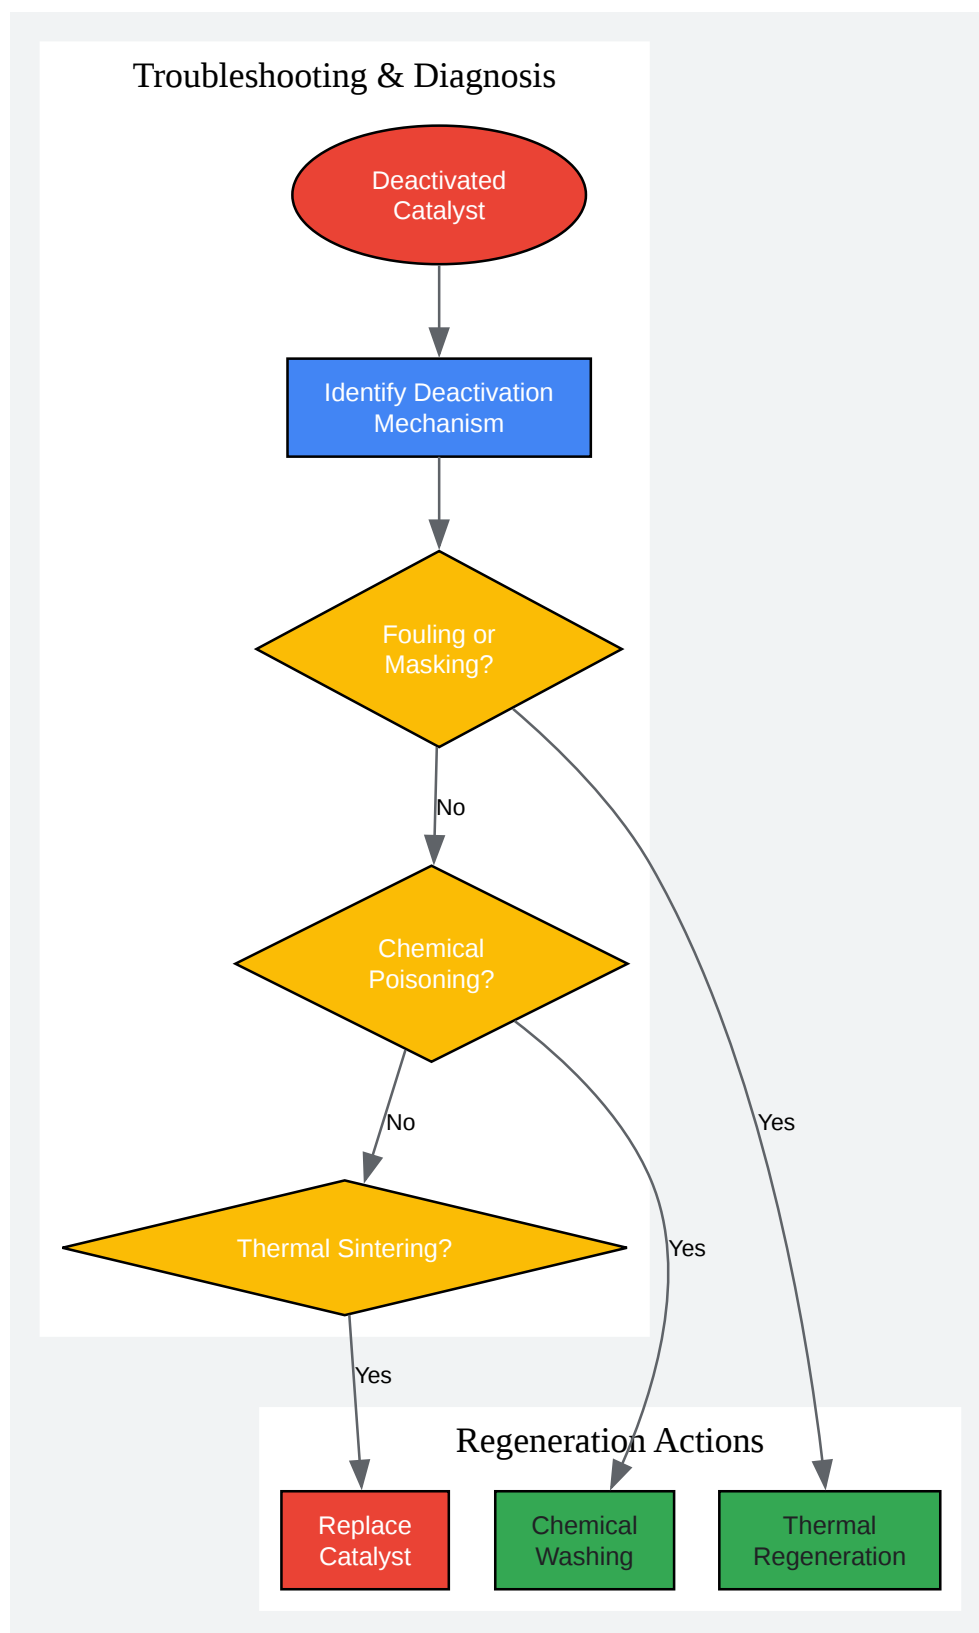 Troubleshooting & Diagnosis
Deactivated
Catalyst
Identify Deactivation
Mechanism
Fouling or
Masking?
No
Chemical
Poisoning?
No
Yes
Thermal Sintering?
Yes
Yes
Regeneration Actions
Replace
Catalyst
Chemical
Washing
Thermal
Regeneration